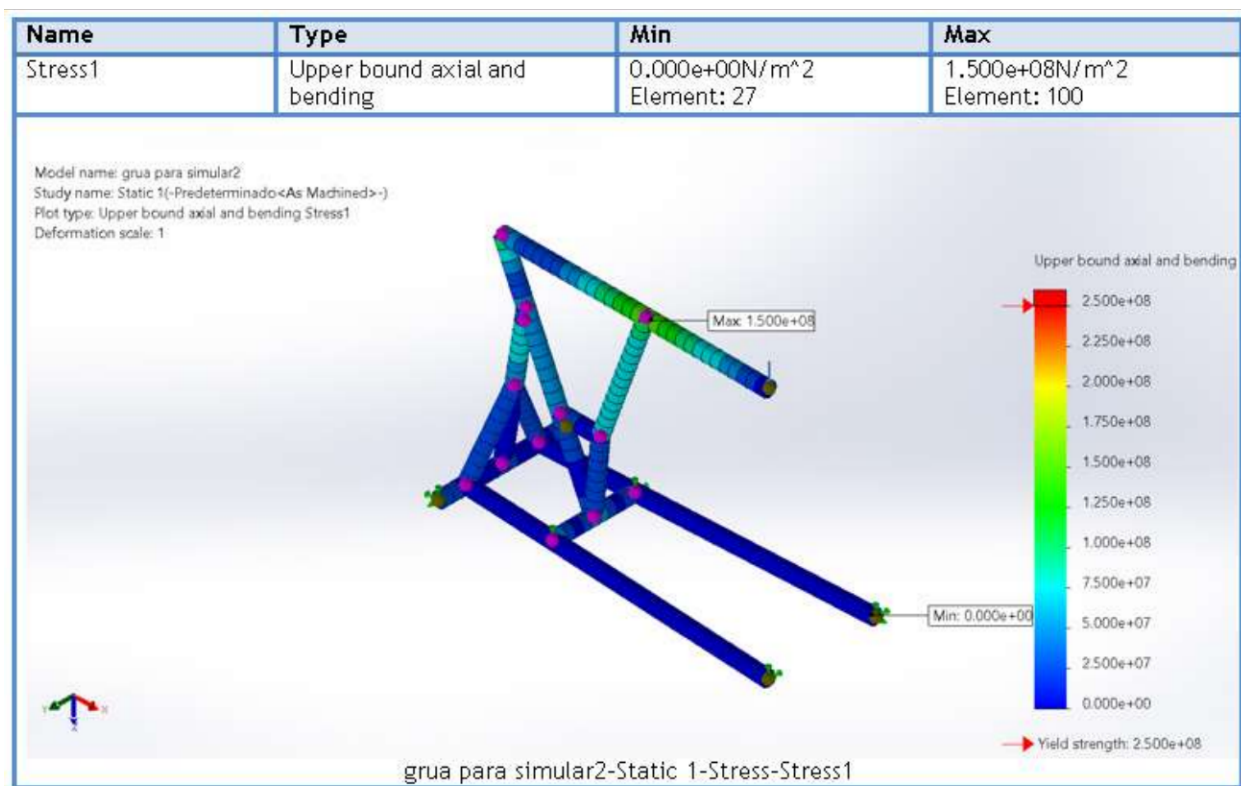 Name Type Min Max
Stress1 Upper bound axial and bending 0.000e+00N/m^2 Element: 27 1.500e+08N/m^2 Element: 100
Model name: grua para simular2
Study name: Static 1(-Predeterminado<As Machined>-)
Plot type: Upper bound axial and bending Stress1
Deformation scale: 1
Upper bound axial and bending
2.500e+08
Max: 1.500e+08
2.250e+08
2.000e+08
1.750e+08
1.500e+08
1.250e+08
1.000e+08
7.500e+07
Min: 0.000e+00
5.000e+07
2.500e+07
0.000e+00
Yield strength: 2.500e+08
Y X Z
grua para simular2-Static 1-Stress-Stress1